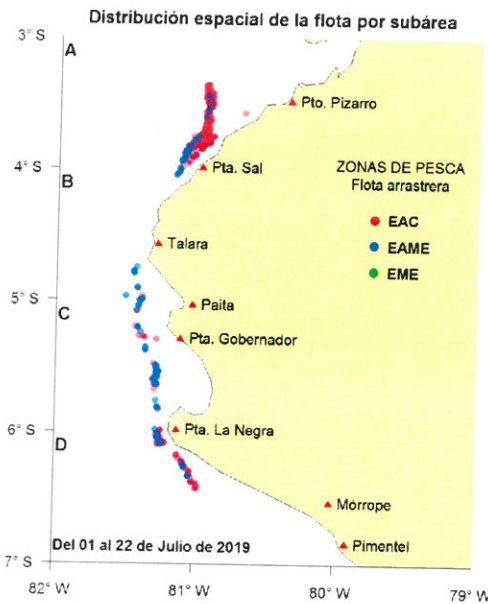 Distribución espacial de la flota por subárea
3° S
A
Pto. Pizarro
4° S
B
Pta. Sal
ZONAS DE PESCA
Flota arrastrera
EAC
EAME
EME
Talara
5° S
C
Paita
Pta. Gobernador
6° S
D
Pta. La Negra
Mórrope
Pimentel
Del 01 al 22 de Julio de 2019
7° S
82° W
81° W
80° W
79° W